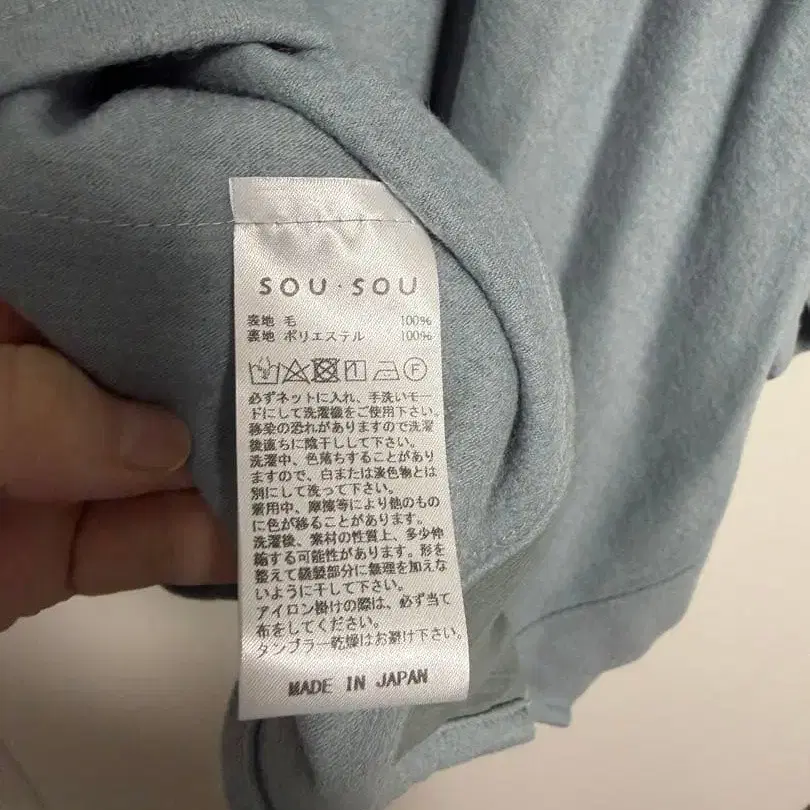 SOU・SOU
表地 毛 100%
裏地 ポリエステル 100%
F
必ずネットに入れ、手洗いモー
ドにして洗濯機をご使用下さい。
移染の恐れがありますので洗濯
後直ちに陰干しして下さい。
洗濯中、色落ちすることがあり
ますので、白または淡色物とは
別にして洗って下さい。
着用中、摩擦等により他のもの
に色が移ることがあります。
洗濯後、素材の性質上、多少伸
縮する可能性があります。形を
整えて縫製部分に無理を加えな
いように干して下さい。
アイロン掛けの際は、必ず当て
布をしてください。
タンブラー乾燥はお避け下さい。
MADE IN JAPAN